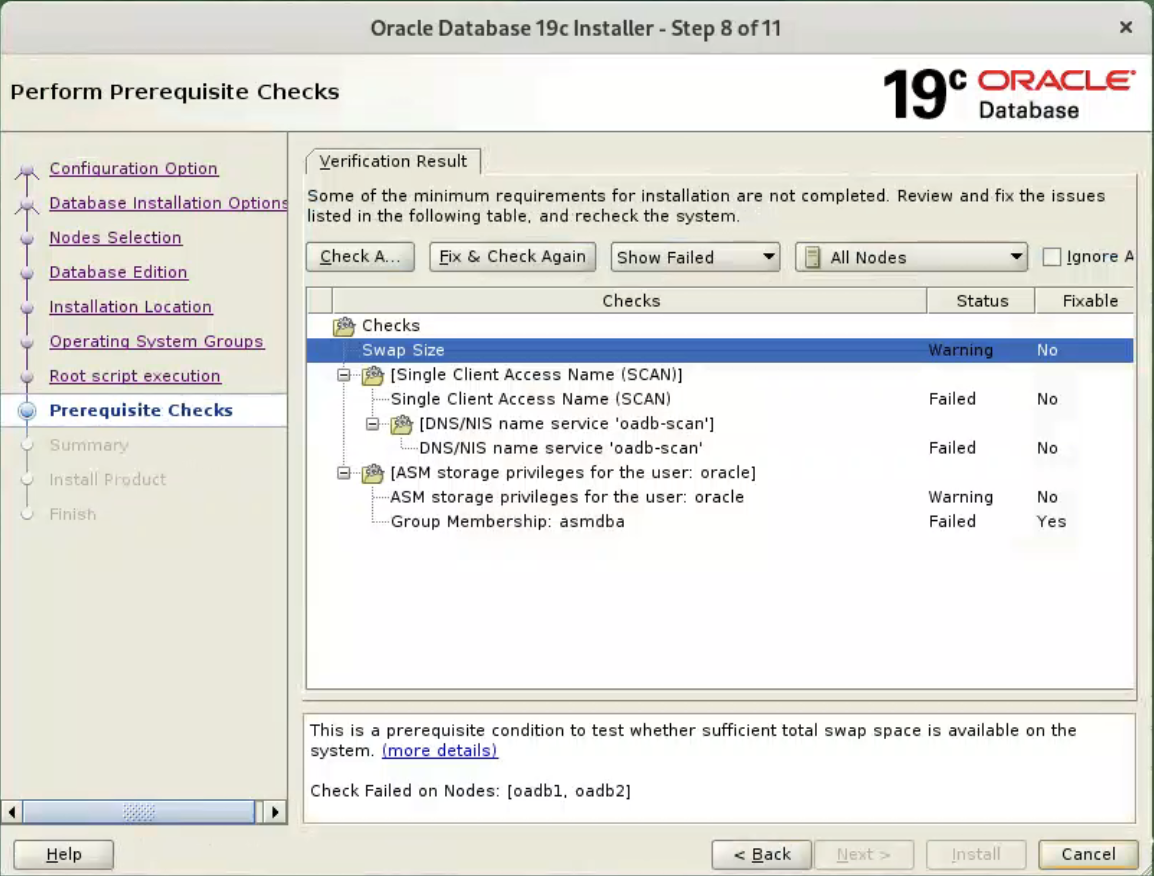 Oracle Database 19c Installer - Step 8 of 11
×
Perform Prerequisite Checks
19c ORACLE
Database
Configuration Option
Database Installation Options
Nodes Selection
Database Edition
Installation Location
Operating System Groups
Root script execution
Prerequisite Checks
Summary
Install Product
Finish
Verification Result
Some of the minimum requirements for installation are not completed. Review and fix the issues
listed in the following table, and recheck the system.
Check A... Fix & Check Again Show Failed All Nodes Ignore A
Checks Status Fixable
Checks
Swap Size Warning No
[Single Client Access Name (SCAN)]
Single Client Access Name (SCAN) Failed No
[DNS/NIS name service 'oadb-scan']
DNS/NIS name service 'oadb-scan' Failed No
[ASM storage privileges for the user: oracle]
ASM storage privileges for the user: oracle Warning No
Group Membership: asmdba Failed Yes
This is a prerequisite condition to test whether sufficient total swap space is available on the
system. (more details)
Check Failed on Nodes: [oadb1, oadb2]
Help < Back Next > Install Cancel